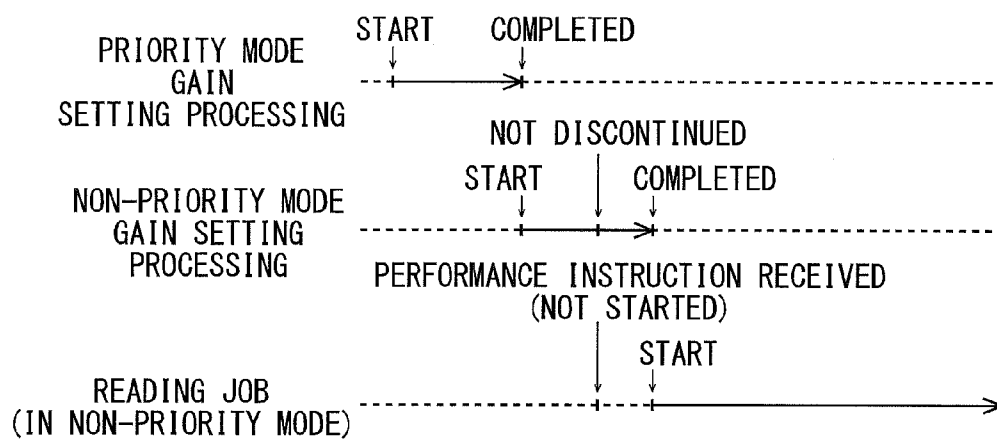 START COMPLETED
PRIORITY MODE
GAIN
SETTING PROCESSING
NOT DISCONTINUED
START COMPLETED
NON-PRIORITY MODE
GAIN SETTING
PROCESSING
PERFORMANCE INSTRUCTION RECEIVED
(NOT STARTED)
START
READING JOB
(IN NON-PRIORITY MODE)